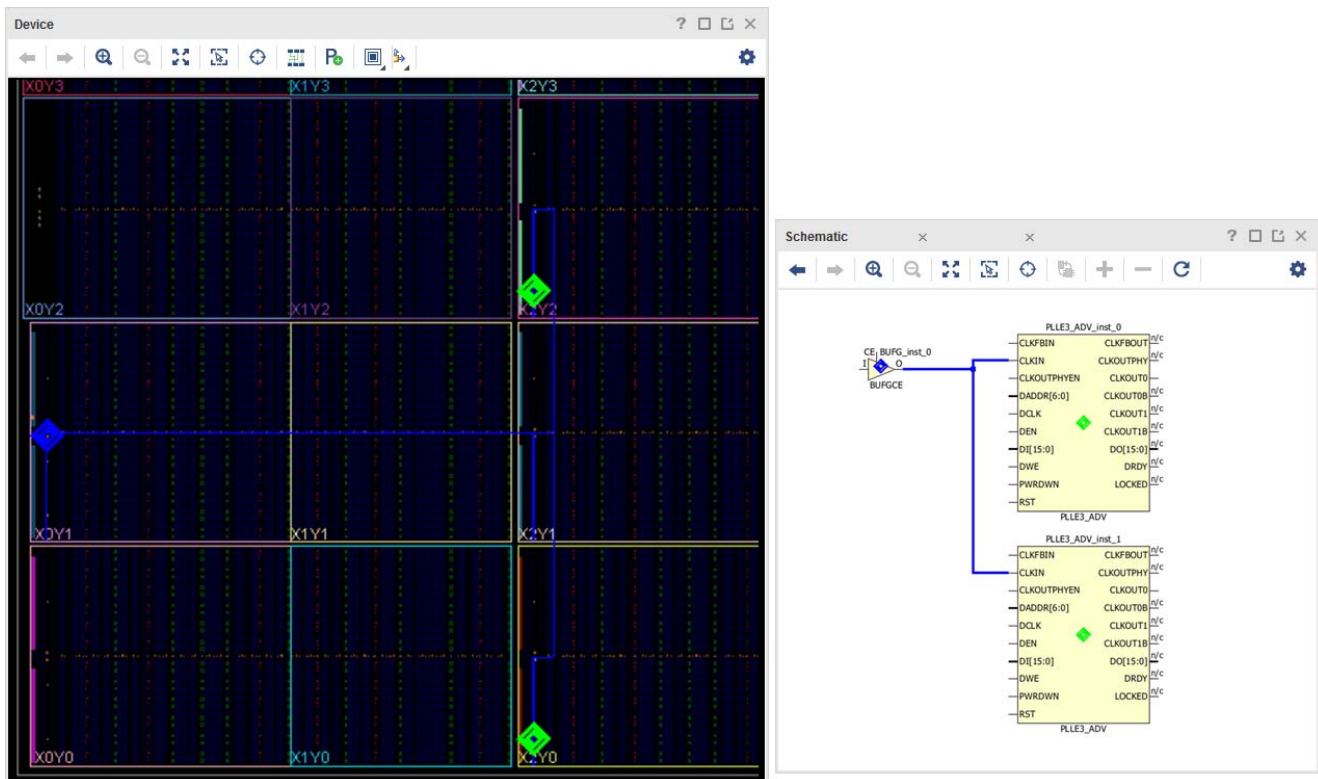 Device
X0Y3
X1Y3
X2Y3
X0Y2
X1Y2
X2Y2
X0Y1
X1Y1
X2Y1
X0Y0
X1Y0
X2Y0
Schematic
PLLE3_ADV_inst_0
CE BUFG_inst_0
I O
BUFGCE
CLKFBIN CLKFBOUT n/c
CLKIN CLKOUTPHY n/c
CLKOUTPHYEN CLKOUT0
DADDR[6:0] CLKOUT0B n/c
DCLK CLKOUT1 n/c
DEN CLKOUT1B n/c
DI[15:0] DO[15:0] n/c
DWE DRDY n/c
PWRDWN LOCKED n/c
RST
PLLE3_ADV
PLLE3_ADV_inst_1
CLKFBIN CLKFBOUT n/c
CLKIN CLKOUTPHY n/c
CLKOUTPHYEN CLKOUT0
DADDR[6:0] CLKOUT0B n/c
DCLK CLKOUT1 n/c
DEN CLKOUT1B n/c
DI[15:0] DO[15:0] n/c
DWE DRDY n/c
PWRDWN LOCKED n/c
RST
PLLE3_ADV